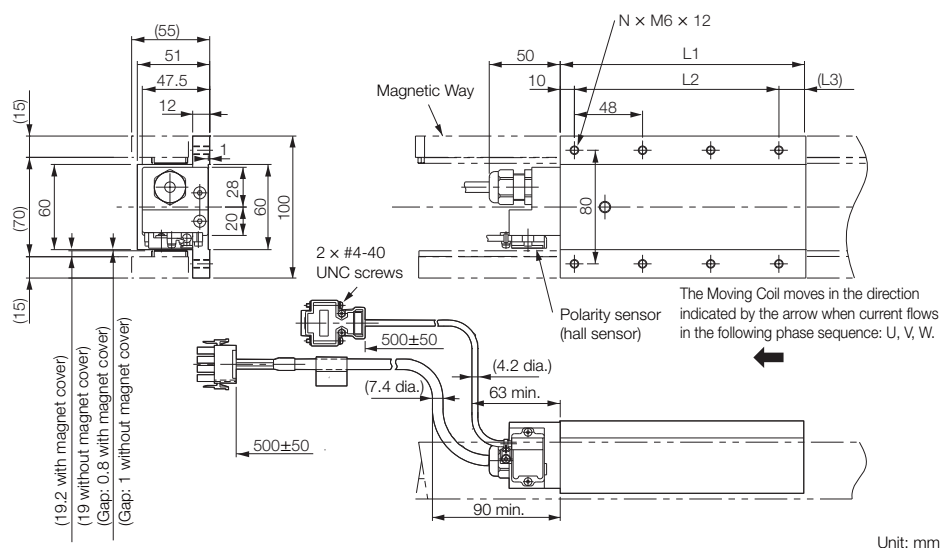 (55)
51
47.5
12
(15)
1
60
(70)
28
20
60
100
(15)
N × M6 × 12
50
L1
10
L2
(L3)
48
Magnetic Way
80
2 × #4-40
UNC screws
Polarity sensor
(hall sensor)
The Moving Coil moves in the direction
indicated by the arrow when current flows
in the following phase sequence: U, V, W.
500±50
(4.2 dia.)
(7.4 dia.)
63 min.
500±50
90 min.
(19.2 with magnet cover)
(19 without magnet cover)
(Gap: 0.8 with magnet cover)
(Gap: 1 without magnet cover)
Unit: mm